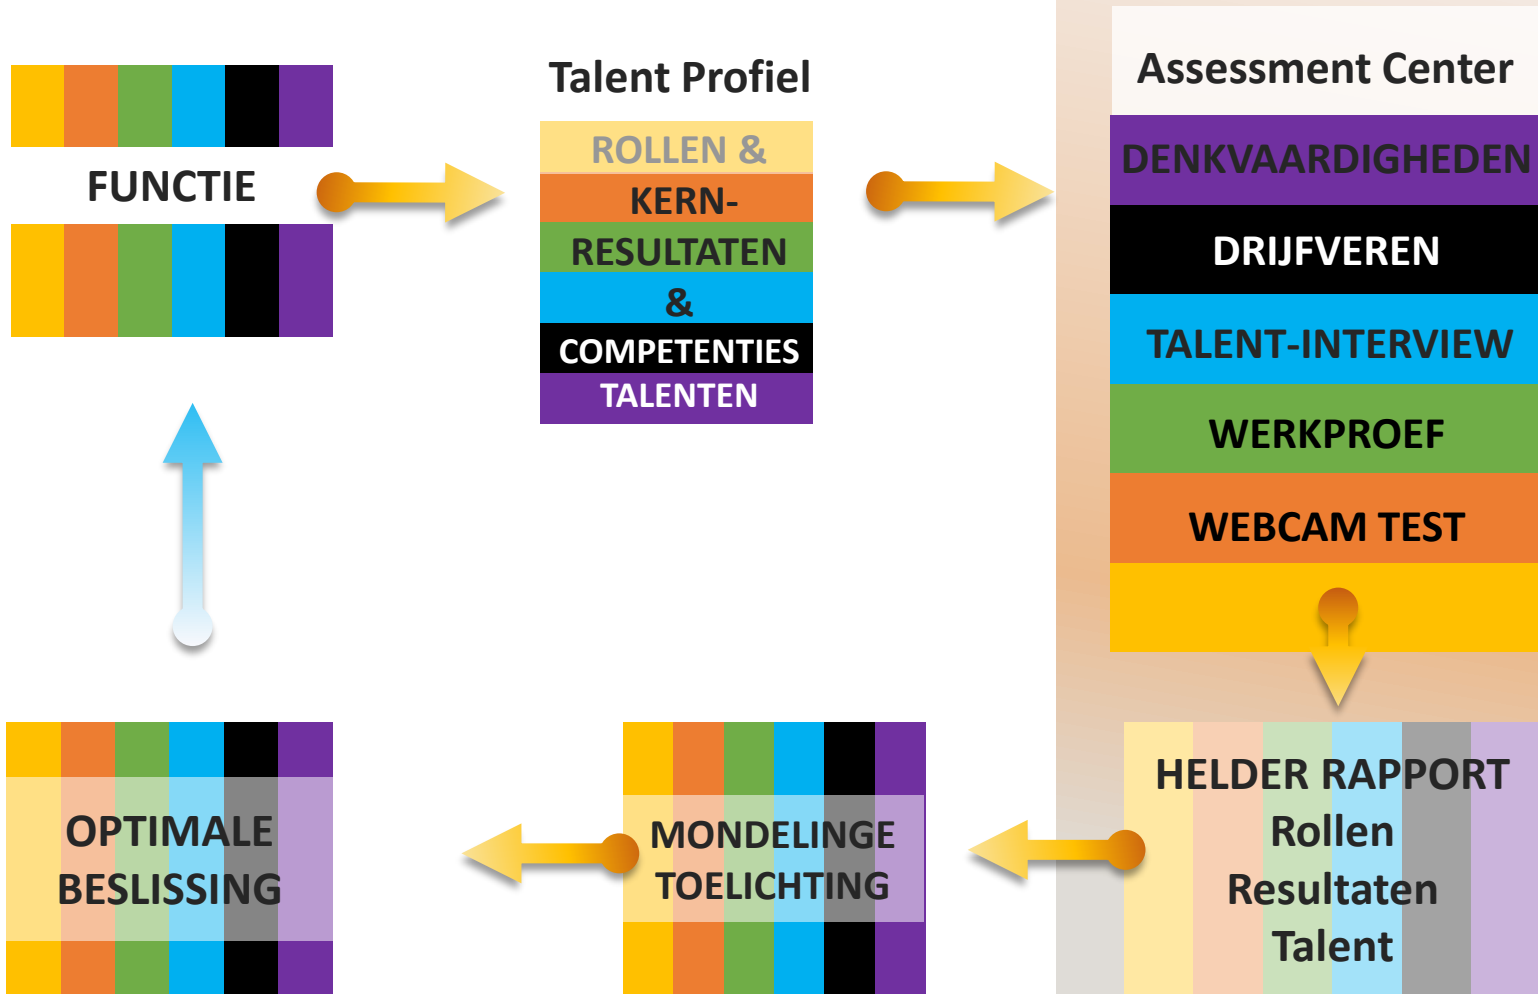 FUNCTIE
Talent Profiel
ROLLEN &
KERN-
RESULTATEN
&
COMPETENTIES
TALENTEN
Assessment Center
DENKVAARDIGHEDEN
DRIJFVEREN
TALENT-INTERVIEW
WERKPROEF
WEBCAM TEST
HELDER RAPPORT
Rollen
Resultaten
Talent
MONDELINGE
TOELICHTING
OPTIMALE
BESLISSING